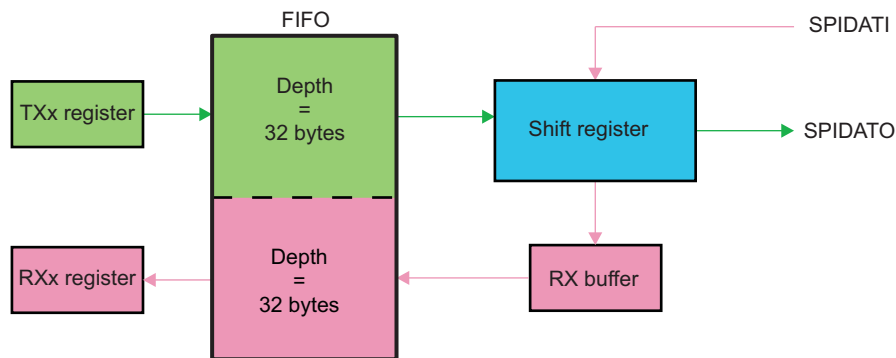 FIFO
SPIDATI
TXx register
Depth
=
32 bytes
Shift register
SPIDATO
RXx register
Depth
=
32 bytes
RX buffer